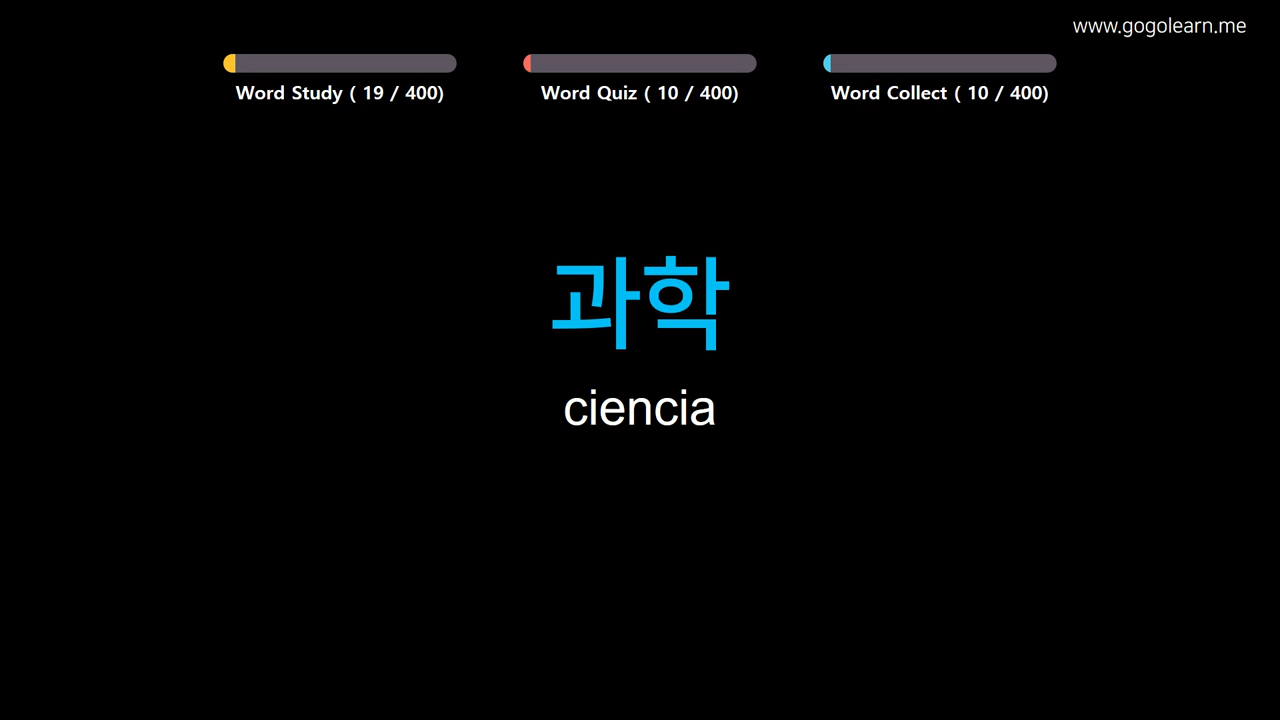 www.gogolearn.me
Word Study ( 19 / 400)
Word Quiz ( 10 / 400)
Word Collect ( 10 / 400)
과학
ciencia